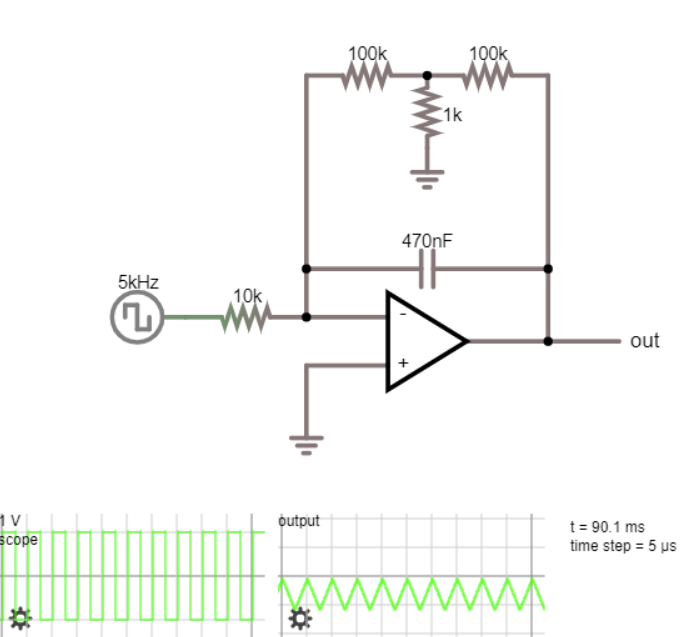 100k
100k
1k
470nF
5kHz
10k
-
+
out
1 V
scope
output
t = 90.1 ms
time step = 5 µs